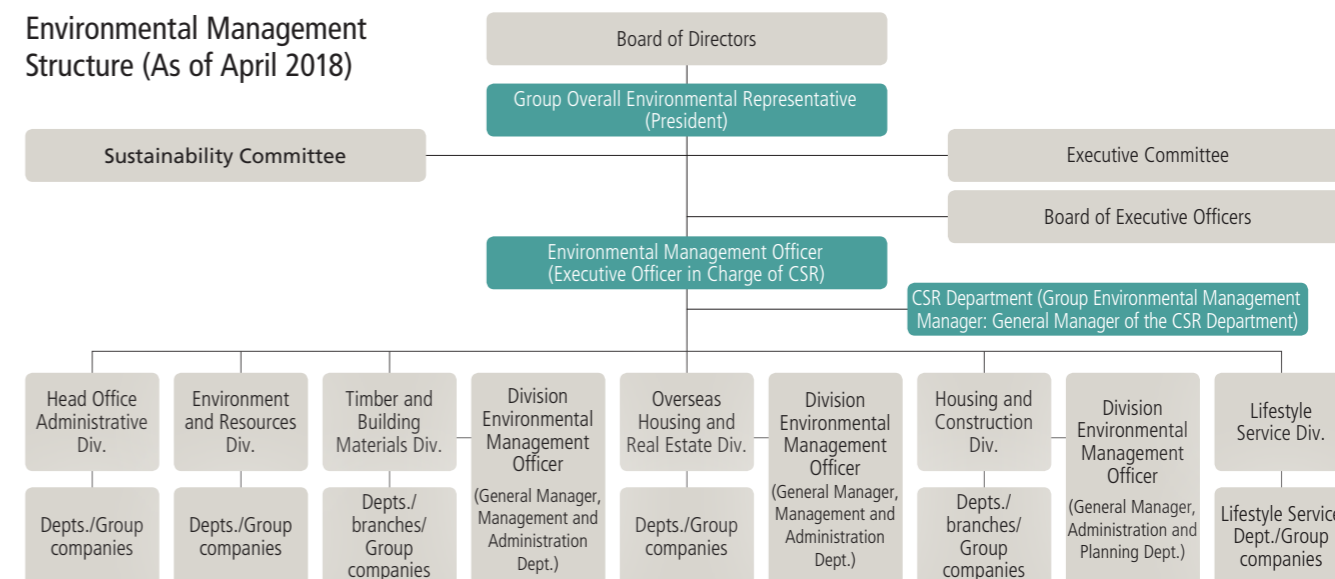 Environmental Management
Structure (As of April 2018)
Board of Directors
Group Overall Environmental Representative
(President)
Sustainability Committee
Executive Committee
Board of Executive Officers
Environmental Management Officer
(Executive Officer in Charge of CSR)
CSR Department (Group Environmental Management
Manager: General Manager of the CSR Department)
Head Office
Administrative
Div.
Environment
and Resources
Div.
Timber and
Building
Materials Div.
Division
Environmental
Management
Officer
(General Manager,
Management and
Administration
Dept.)
Overseas
Housing and
Real Estate Div.
Division
Environmental
Management
Officer
(General Manager,
Management and
Administration
Dept.)
Housing and
Construction
Div.
Division
Environmental
Management
Officer
(General Manager,
Administration and
Planning Dept.)
Lifestyle
Service Div.
Depts./Group
companies
Depts./Group
companies
Depts./
branches/
Group
companies
Depts./Group
companies
Depts./
branches/
Group
companies
Lifestyle Service
Dept./Group
companies